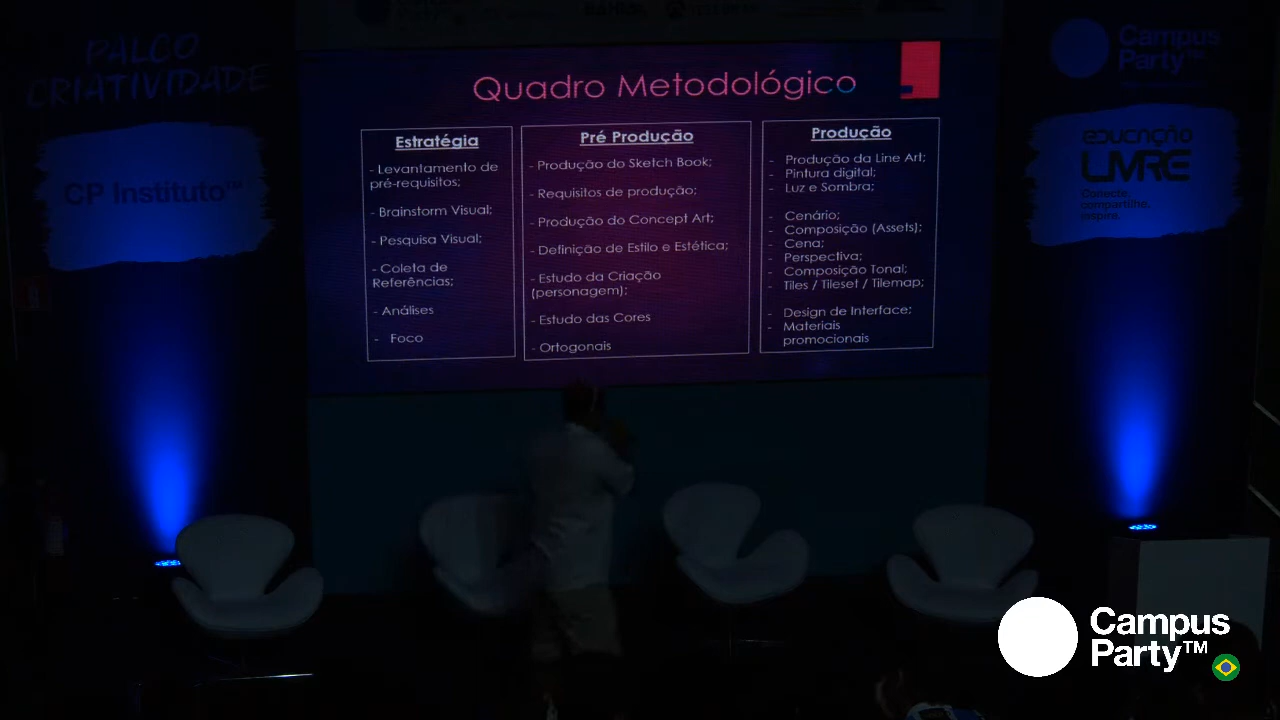 PALCO
CRIATIVIDADE
CP Instituto™
Quadro Metodológico
Estratégia
- Levantamento de
pré-requisitos;
- Brainstorm Visual;
- Pesquisa Visual;
- Coleta de
Referências;
- Análises
- Foco
Pré Produção
- Produção do Sketch Book;
- Requisitos de produção;
- Produção do Concept Art;
- Definição de Estilo e Estética;
- Estudo da Criação
(personagem);
- Estudo das Cores
- Ortogonais
Produção
- Produção da Line Art;
- Pintura digital;
- Luz e Sombra;
- Cenário;
- Composição (Assets);
- Cena;
- Perspectiva;
- Composição Tonal;
- Tiles / Tileset / Tilemap;
- Design de Interface;
- Materiais
promocionais
Campus
Party™
educação
LIVRE
Conecte.
compartilhe.
inspira.
Campus
Party™